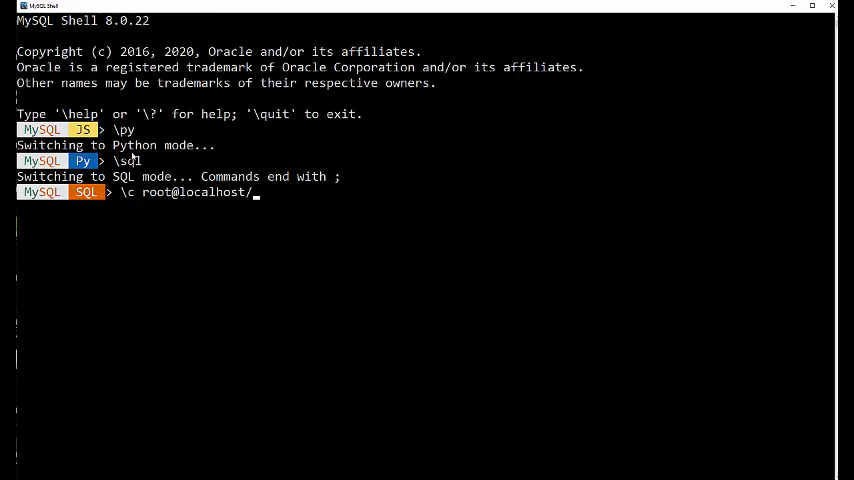 MySQL Shell
MySQL Shell 8.0.22
Copyright (c) 2016, 2020, Oracle and/or its affiliates.
Oracle is a registered trademark of Oracle Corporation and/or its affiliates.
Other names may be trademarks of their respective owners.
Type '\help' or '\?' for help; '\quit' to exit.
MySQL JS > \py
Switching to Python mode...
MySQL Py > \sql
Switching to SQL mode... Commands end with ;
MySQL SQL > \c root@localhost/_